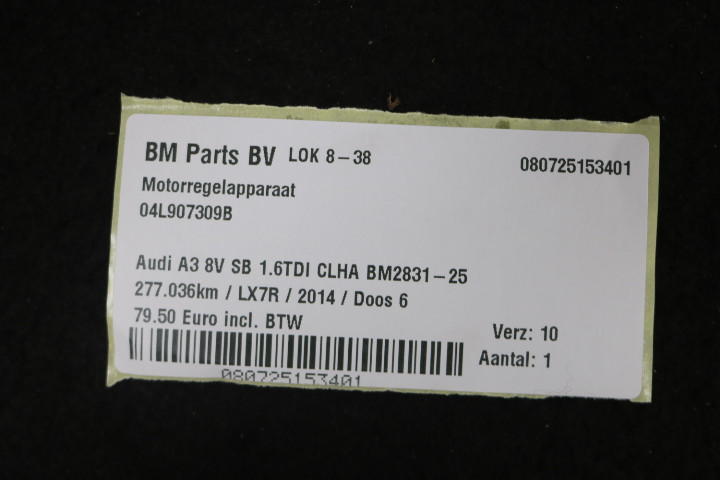 BM Parts BV LOK 8-38 080725153401
Motorregelapparaat
04L907309B
Audi A3 8V SB 1.6TDI CLHA BM2831-25
277.036km / LX7R / 2014 / Doos 6
79.50 Euro incl. BTW
Verz: 10
Aantal: 1
080725153401